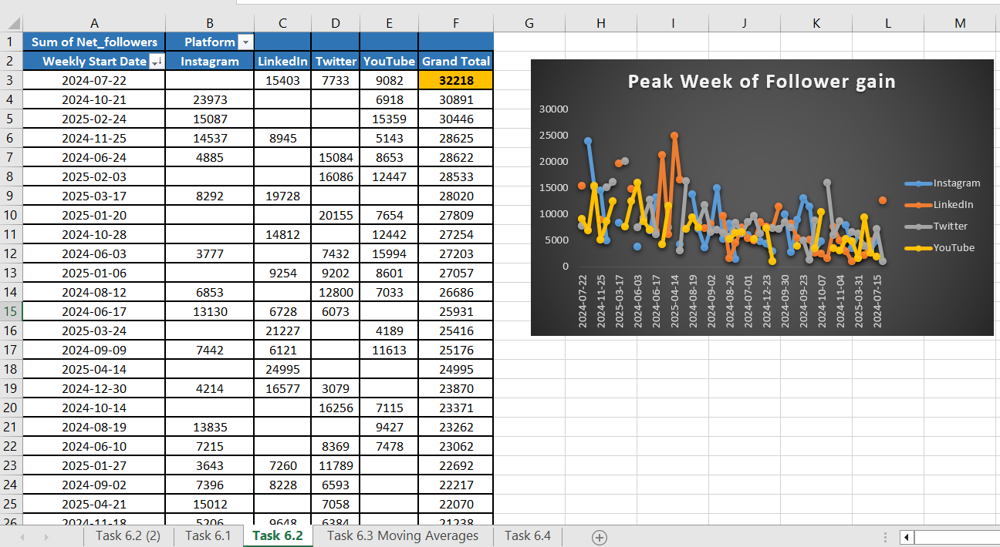 A B C D E F G H I J K L M
1 Sum of Net_followers Platform
2 Weekly Start Date Instagram LinkedIn Twitter YouTube Grand Total
3 2024-07-22 15403 7733 9082 32218
4 2024-10-21 23973 6918 30891
5 2025-02-24 15087 15359 30446
6 2024-11-25 14537 8945 5143 28625
7 2024-06-24 4885 15084 8653 28622
8 2025-02-03 16086 12447 28533
9 2025-03-17 8292 19728 28020
10 2025-01-20 20155 7654 27809
11 2024-10-28 14812 12442 27254
12 2024-06-03 3777 7432 15994 27203
13 2025-01-06 9254 9202 8601 27057
14 2024-08-12 6853 12800 7033 26686
15 2024-06-17 13130 6728 6073 25931
16 2025-03-24 21227 4189 25416
17 2024-09-09 7442 6121 11613 25176
18 2025-04-14 24995 24995
19 2024-12-30 4214 16577 3079 23870
20 2024-10-14 16256 7115 23371
21 2024-08-19 13835 9427 23262
22 2024-06-10 7215 8369 7478 23062
23 2025-01-27 3643 7260 11789 22692
24 2024-09-02 7396 8228 6593 22217
25 2025-04-21 15012 7058 22070
26 2024-11-18 5206 9648 6384 21238
Peak Week of Follower gain
30000
25000
20000
15000
10000
5000
0
Instagram
LinkedIn
Twitter
YouTube
2024-07-22
2024-11-25
2025-03-17
2024-06-03
2024-06-17
2025-04-14
2024-08-19
2024-09-02
2024-08-26
2024-07-01
2024-12-23
2024-09-30
2024-09-23
2024-10-07
2024-11-04
2025-03-31
2024-07-15
Task 6.2 (2) Task 6.1 Task 6.2 Task 6.3 Moving Averages Task 6.4